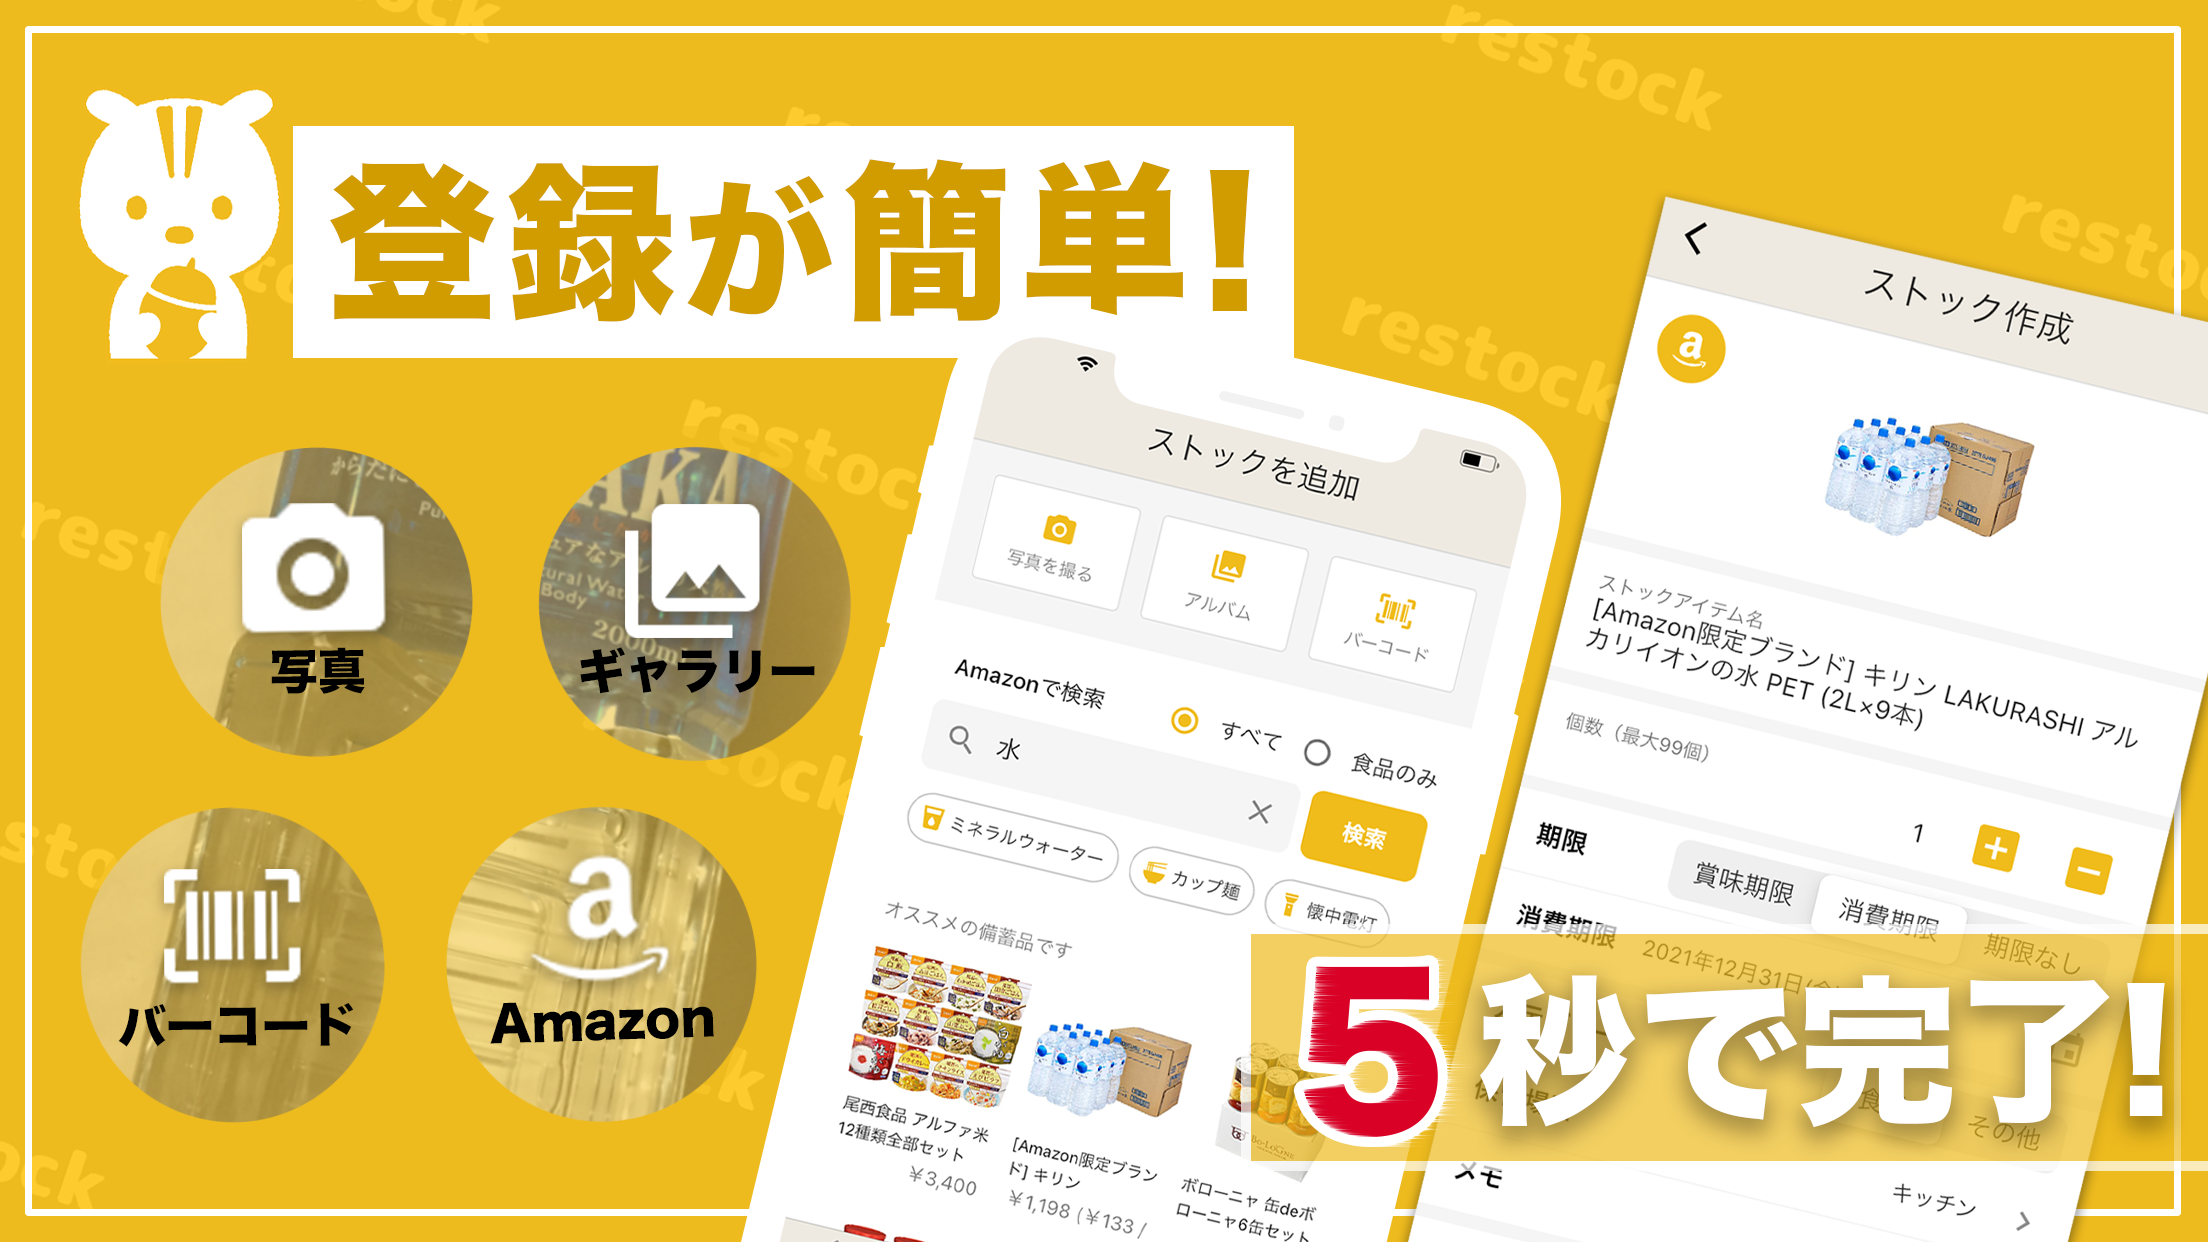 restock
restock
登録が簡単!
restock
restock
restock
写真
ギャラリー
バーコード
Amazon
からだに
2000m
Body
ストックを追加
写真を撮る
アルバム
バーコード
Amazonで検索
すべて
食品のみ
水
検索
ミネラルウォーター
カップ麺
懐中電灯
オススメの備蓄品です
尾西食品 アルファ米
12種類全部セット
¥3,400
[Amazon限定ブラン
ド] キリン
¥1,198 (¥133 /
ボローニャ 缶deボ
ローニャ6缶セット
ストック作成
ストックアイテム名
[Amazon限定ブランド] キリン LAKURASHI アル
カリイオンの水 PET (2L×9本)
個数 (最大99個)
1
期限
賞味期限
消費期限
期限なし
消費期限
2021年12月31日
5秒で完了!
その他
メモ
キッチン